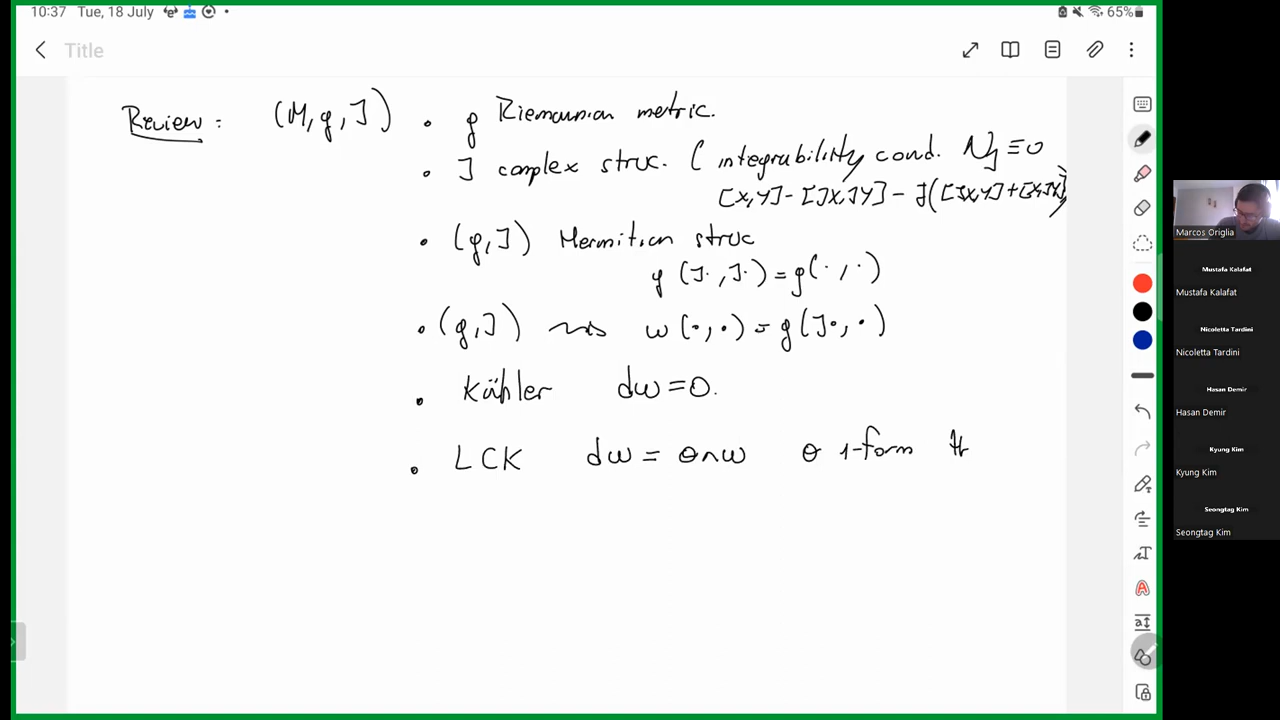 10:37 Tue, 18 July
65%
Title
Review : (M, g, J) • g Riemannian metric.
• J complex struc. ( integrability cond. N_J ≡ 0
[X,Y] - [JX,JY] - J([JX,Y]+[X,JY])
• (g, J) Hermitian struc
g (J· , J·) = g(· , ·)
• (g, J) ⇝ ω(·, ·) = g(J·, ·)
• Kähler dω = 0.
• LCK dω = θ∧ω θ 1-form
Marcos Origlia
Mustafa Kalafat
Mustafa Kalafat
Nicoletta Tardini
Nicoletta Tardini
Hasan Demir
Hasan Demir
Kyung Kim
Kyung Kim
Seongtag Kim
Seongtag Kim